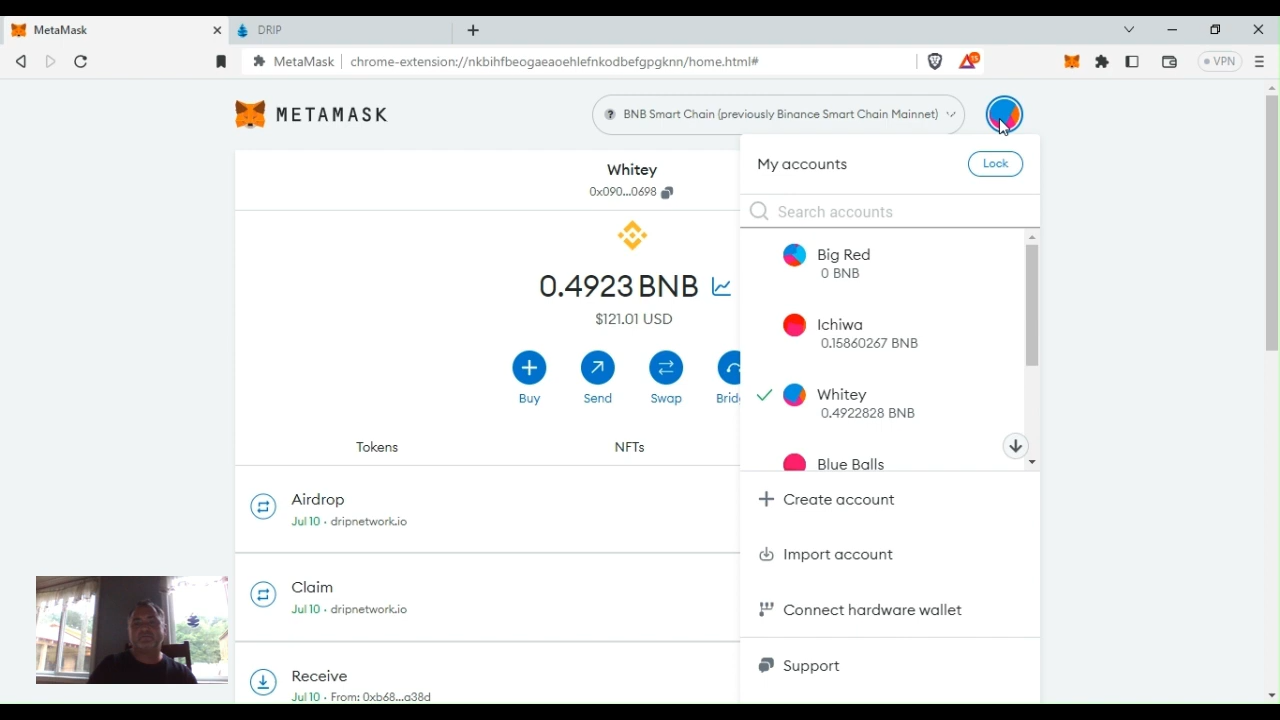 MetaMask
DRIP
MetaMask
chrome-extension://nkbihfbeogaeaoehlefnkodbefgpgknn/home.html#
15
VPN
METAMASK
BNB Smart Chain (previously Binance Smart Chain Mainnet)
Whitey
0x090...0698
0.4923 BNB
$121.01 USD
Buy
Send
Swap
Bridg
Tokens
NFTs
Airdrop
Jul 10 · dripnetwork.io
Claim
Jul 10 · dripnetwork.io
Receive
Jul 10 · From: 0xb68...a38d
My accounts
Lock
Search accounts
Big Red
0 BNB
Ichiwa
0.15860267 BNB
Whitey
0.4922828 BNB
Blue Balls
Create account
Import account
Connect hardware wallet
Support